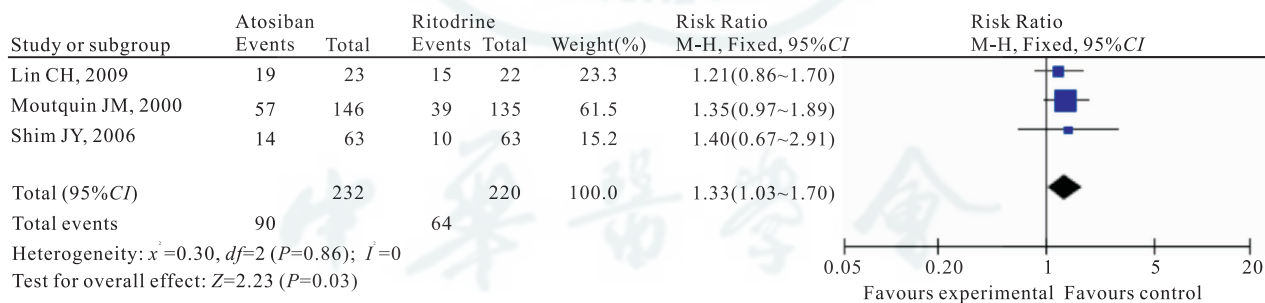 Atosiban Ritodrine Risk Ratio Risk Ratio
Study or subgroup Events Total Events Total Weight(%) M-H, Fixed, 95%CI M-H, Fixed, 95%CI
Lin CH, 2009 19 23 15 22 23.3 1.21(0.86~1.70)
Moutquin JM, 2000 57 146 39 135 61.5 1.35(0.97~1.89)
Shim JY, 2006 14 63 10 63 15.2 1.40(0.67~2.91)
Total (95%CI) 232 220 100.0 1.33(1.03~1.70)
Total events 90 64
Heterogeneity: x²=0.30, df=2 (P=0.86); I²=0
Test for overall effect: Z=2.23 (P=0.03)
0.05 0.20 1 5 20
Favours experimental Favours control
中華醫學會